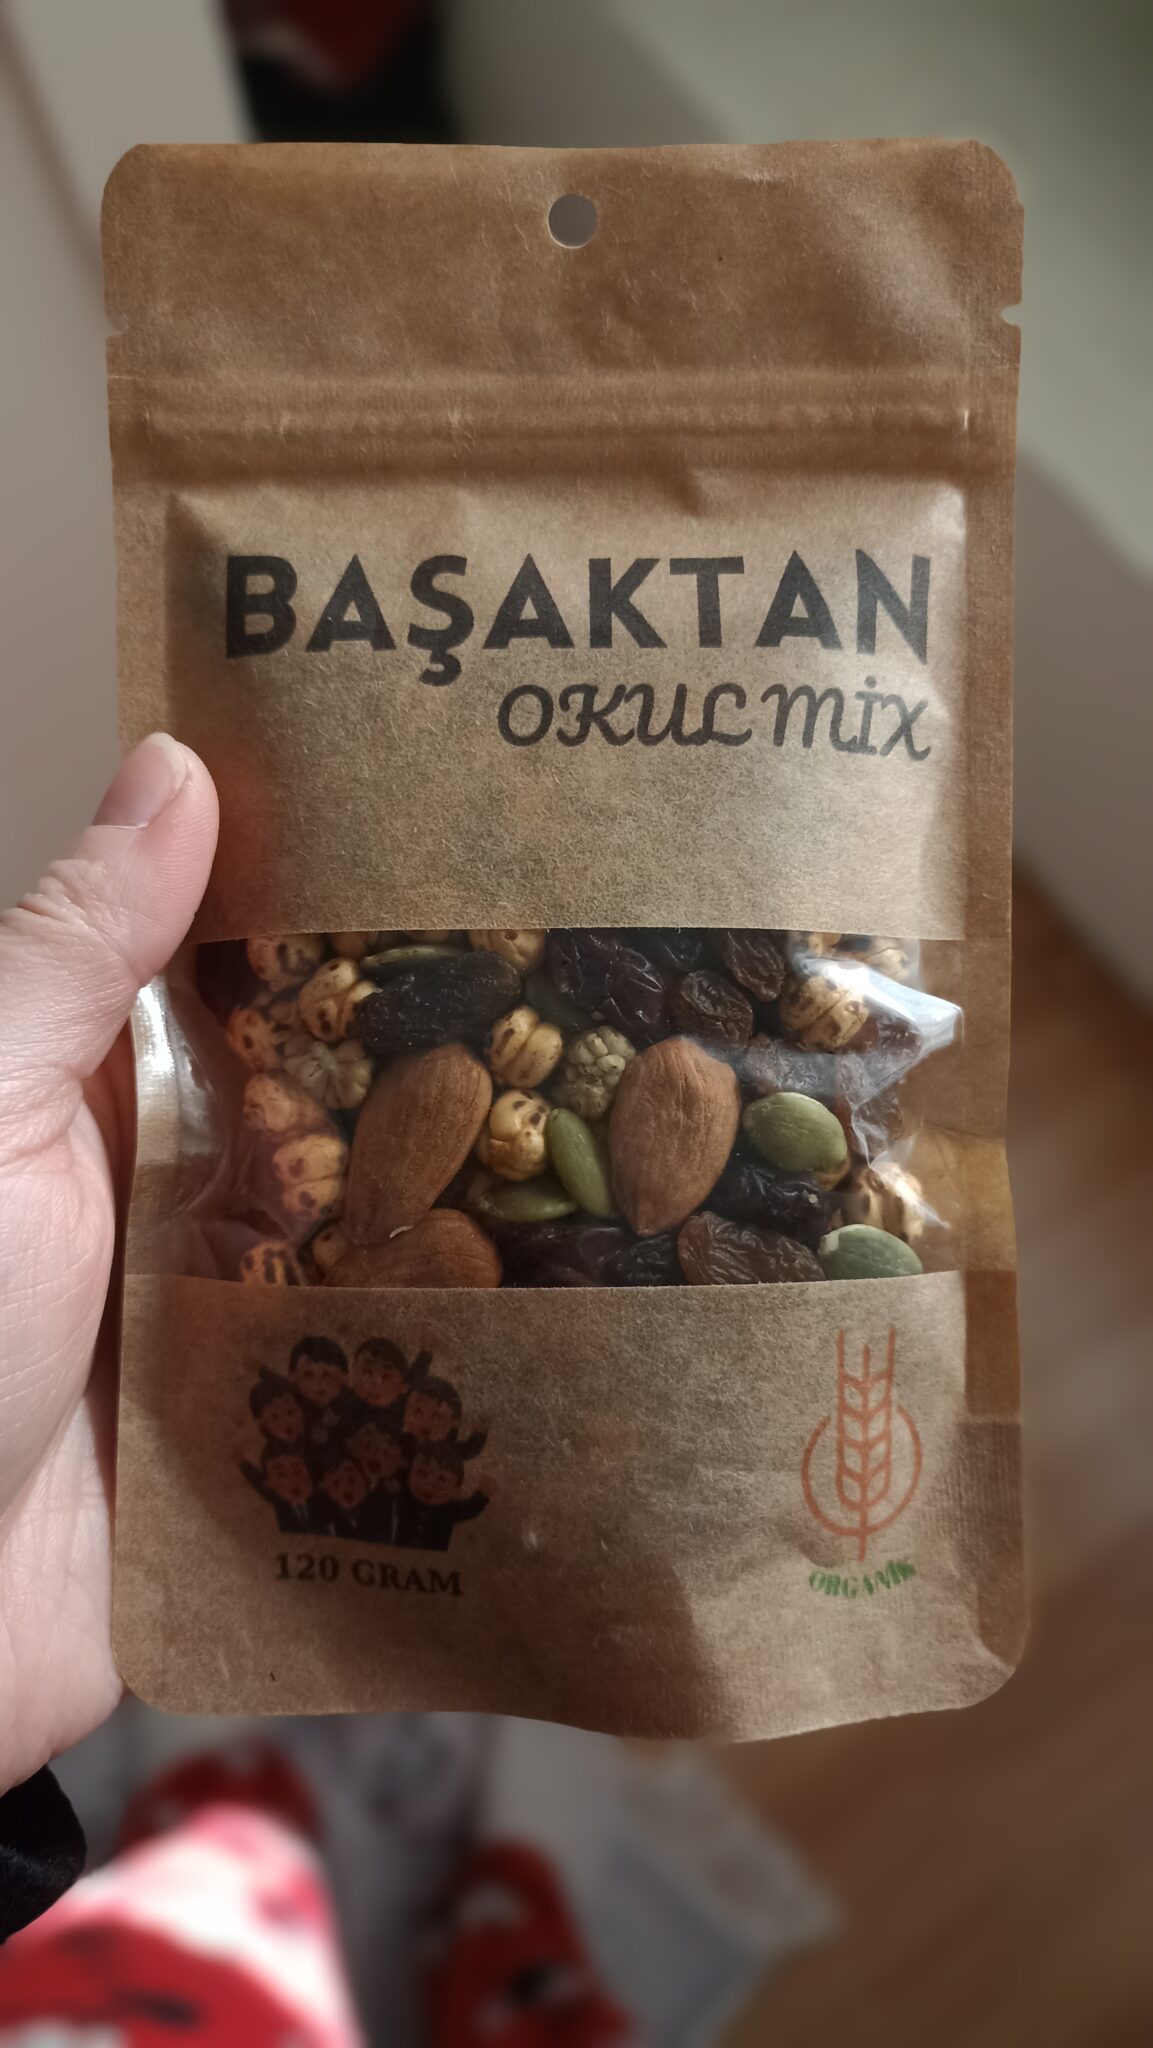 BAŞAKTAN
OKUL MİX
120 GRAM
ORGANİK